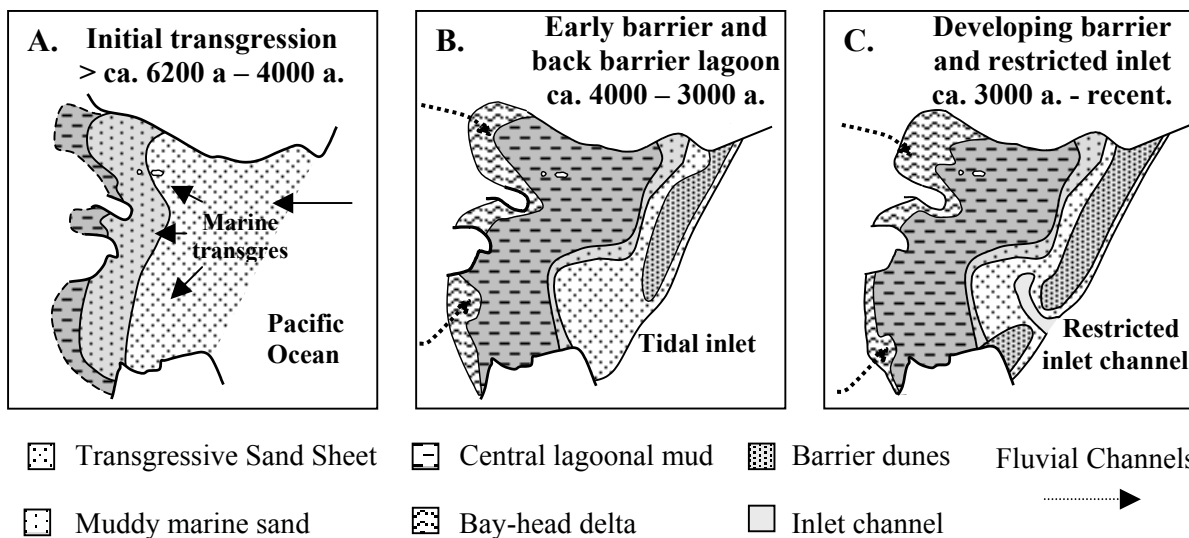 A. Initial transgression
> ca. 6200 a – 4000 a.
Marine
transgres
Pacific
Ocean
B. Early barrier and
back barrier lagoon
ca. 4000 – 3000 a.
Tidal inlet
C. Developing barrier
and restricted inlet
ca. 3000 a. - recent.
Restricted
inlet channel
Transgressive Sand Sheet
Central lagoonal mud
Barrier dunes
Fluvial Channels
Muddy marine sand
Bay-head delta
Inlet channel